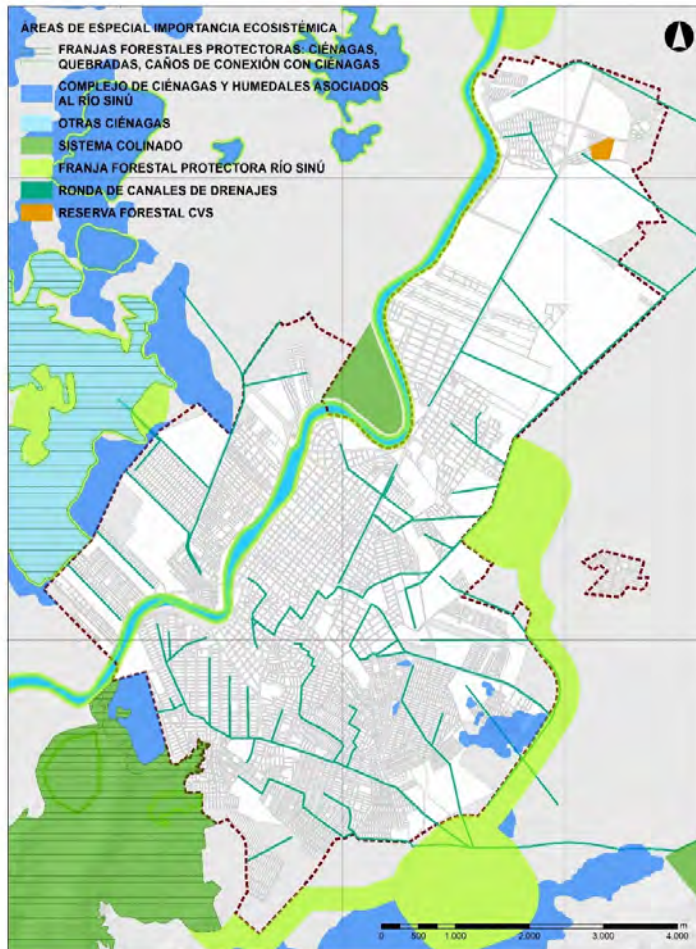 ÁREAS DE ESPECIAL IMPORTANCIA ECOSISTÉMICA
FRANJAS FORESTALES PROTECTORAS: CIÉNAGAS,
QUEBRADAS, CAÑOS DE CONEXIÓN CON CIÉNAGAS
COMPLEJO DE CIÉNAGAS Y HUMEDALES ASOCIADOS
AL RÍO SINÚ
OTRAS CIÉNAGAS
SISTEMA COLINADO
FRANJA FORESTAL PROTECTORA RÍO SINÚ
RONDA DE CANALES DE DRENAJES
RESERVA FORESTAL CVS
0 500 1.000 2.000 3.000 4.000 m